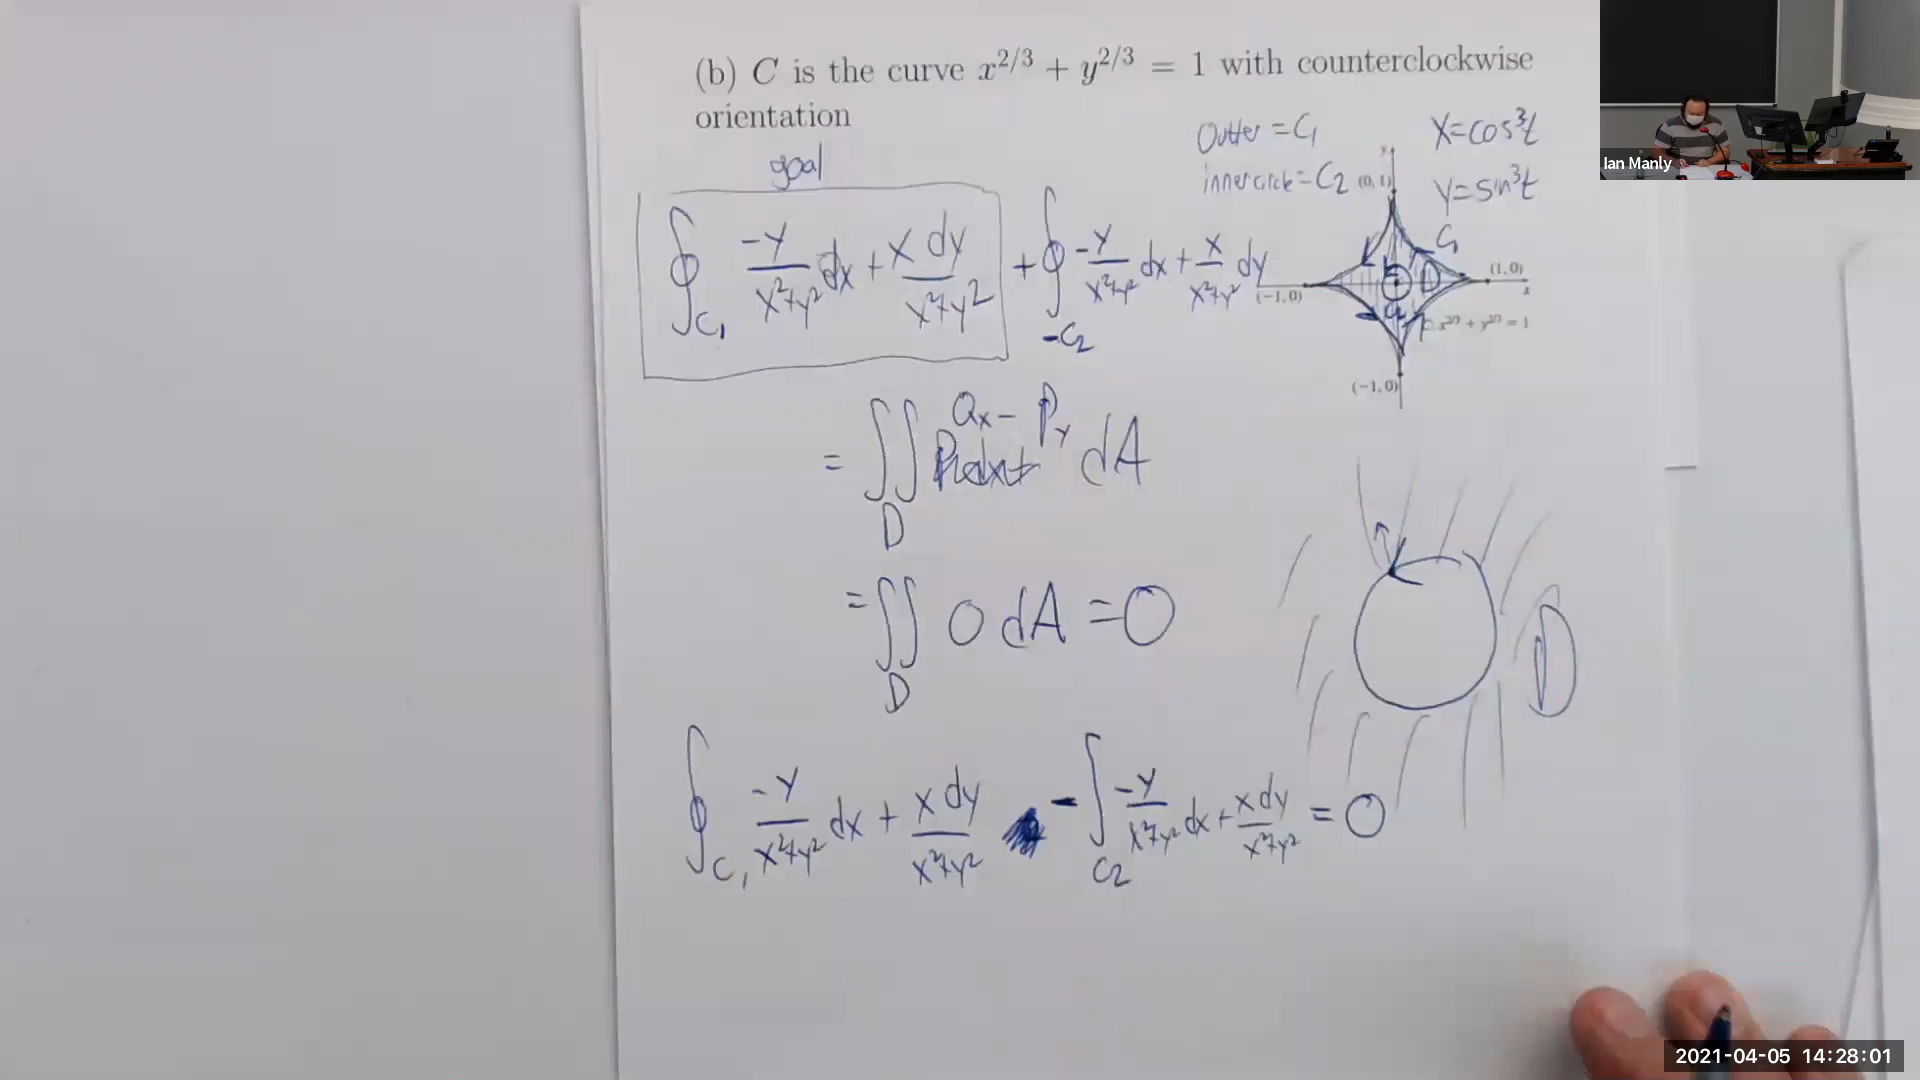 (b) C is the curve x^{2/3} + y^{2/3} = 1 with counterclockwise
orientation
goal
Outter = C₁
innercircle = C₂
X=cos³t
Y=sin³t
∮_{C₁} -y/(x²+y²) dx + x dy/(x²+y²) + ∮_{-C₂} -y/(x²+y²) dx + x/(x²+y²) dy
y
(0, 1)
C₁
D
(1, 0)
(-1, 0)
x
C₂
C: x^{2/3} + y^{2/3} = 1
(-1, 0)
= ∬_D Qx - Py dA
= ∬_D 0 dA = 0
D
∮_{C₁} -y/(x²+y²) dx + x dy/(x²+y²) - ∫_{C₂} -y/(x²+y²) dx + x dy/(x²+y²) = 0
Ian Manly
2021-04-05 14:28:01